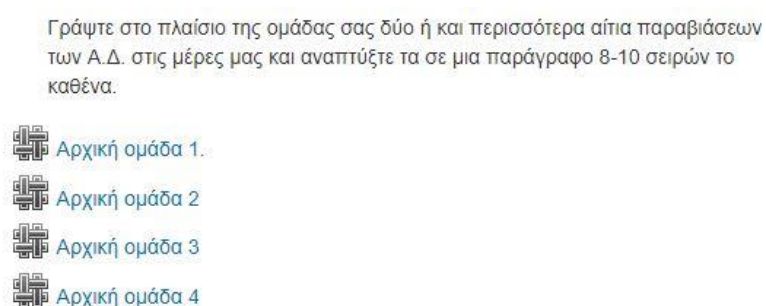 Γράψτε στο πλαίσιο της ομάδας σας δύο ή και περισσότερα αίτια παραβιάσεων
των Α.Δ. στις μέρες μας και αναπτύξτε τα σε μια παράγραφο 8-10 σειρών το
καθένα.
Αρχική ομάδα 1.
Αρχική ομάδα 2
Αρχική ομάδα 3
Αρχική ομάδα 4